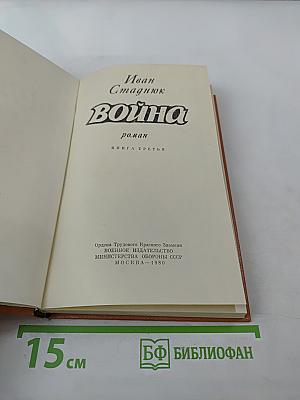 Иван
Стаднюк
ВОЙНА
роман
КНИГА ТРЕТЬЯ
Ордена Трудового Красного Знамени
ВОЕННОЕ ИЗДАТЕЛЬСТВО
МИНИСТЕРСТВА ОБОРОНЫ СССР
МОСКВА—1980
15 см
БФ БИБЛИОФАН